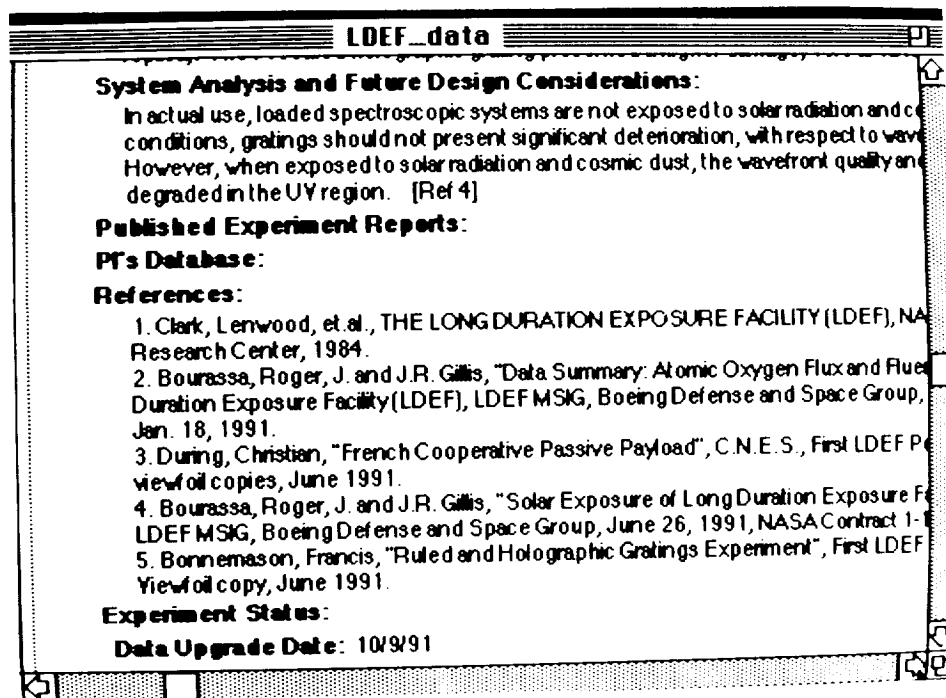 LDEF_data
System Analysis and Future Design Considerations:
In actual use, loaded spectroscopic systems are not exposed to solar radiation and
conditions, gratings should not present significant deterioration, with respect to
However, when exposed to solar radiation and cosmic dust, the wavefront quality
degraded in the UV region. [Ref 4]
Published Experiment Reports:
PI's Database:
References:
1. Clark, Lenwood, et.al., THE LONG DURATION EXPOSURE FACILITY (LDEF), NA
Research Center, 1984.
2. Bourassa, Roger, J. and J.R. Gillis, "Data Summary: Atomic Oxygen Flux and
Duration Exposure Facility (LDEF), LDEF MSIG, Boeing Defense and Space Group,
Jan. 18, 1991.
3. During, Christian, "French Cooperative Passive Payload", C.N.E.S., First LDEF
viewfoil copies, June 1991.
4. Bourassa, Roger, J. and J.R. Gillis, "Solar Exposure of Long Duration Exposure
LDEF MSIG, Boeing Defense and Space Group, June 26, 1991, NASA Contract 1-1
5. Bonnemason, Francis, "Ruled and Holographic Gratings Experiment", First LDEF
Viewfoil copy, June 1991.
Experiment Status:
Data Upgrade Date: 10/9/91